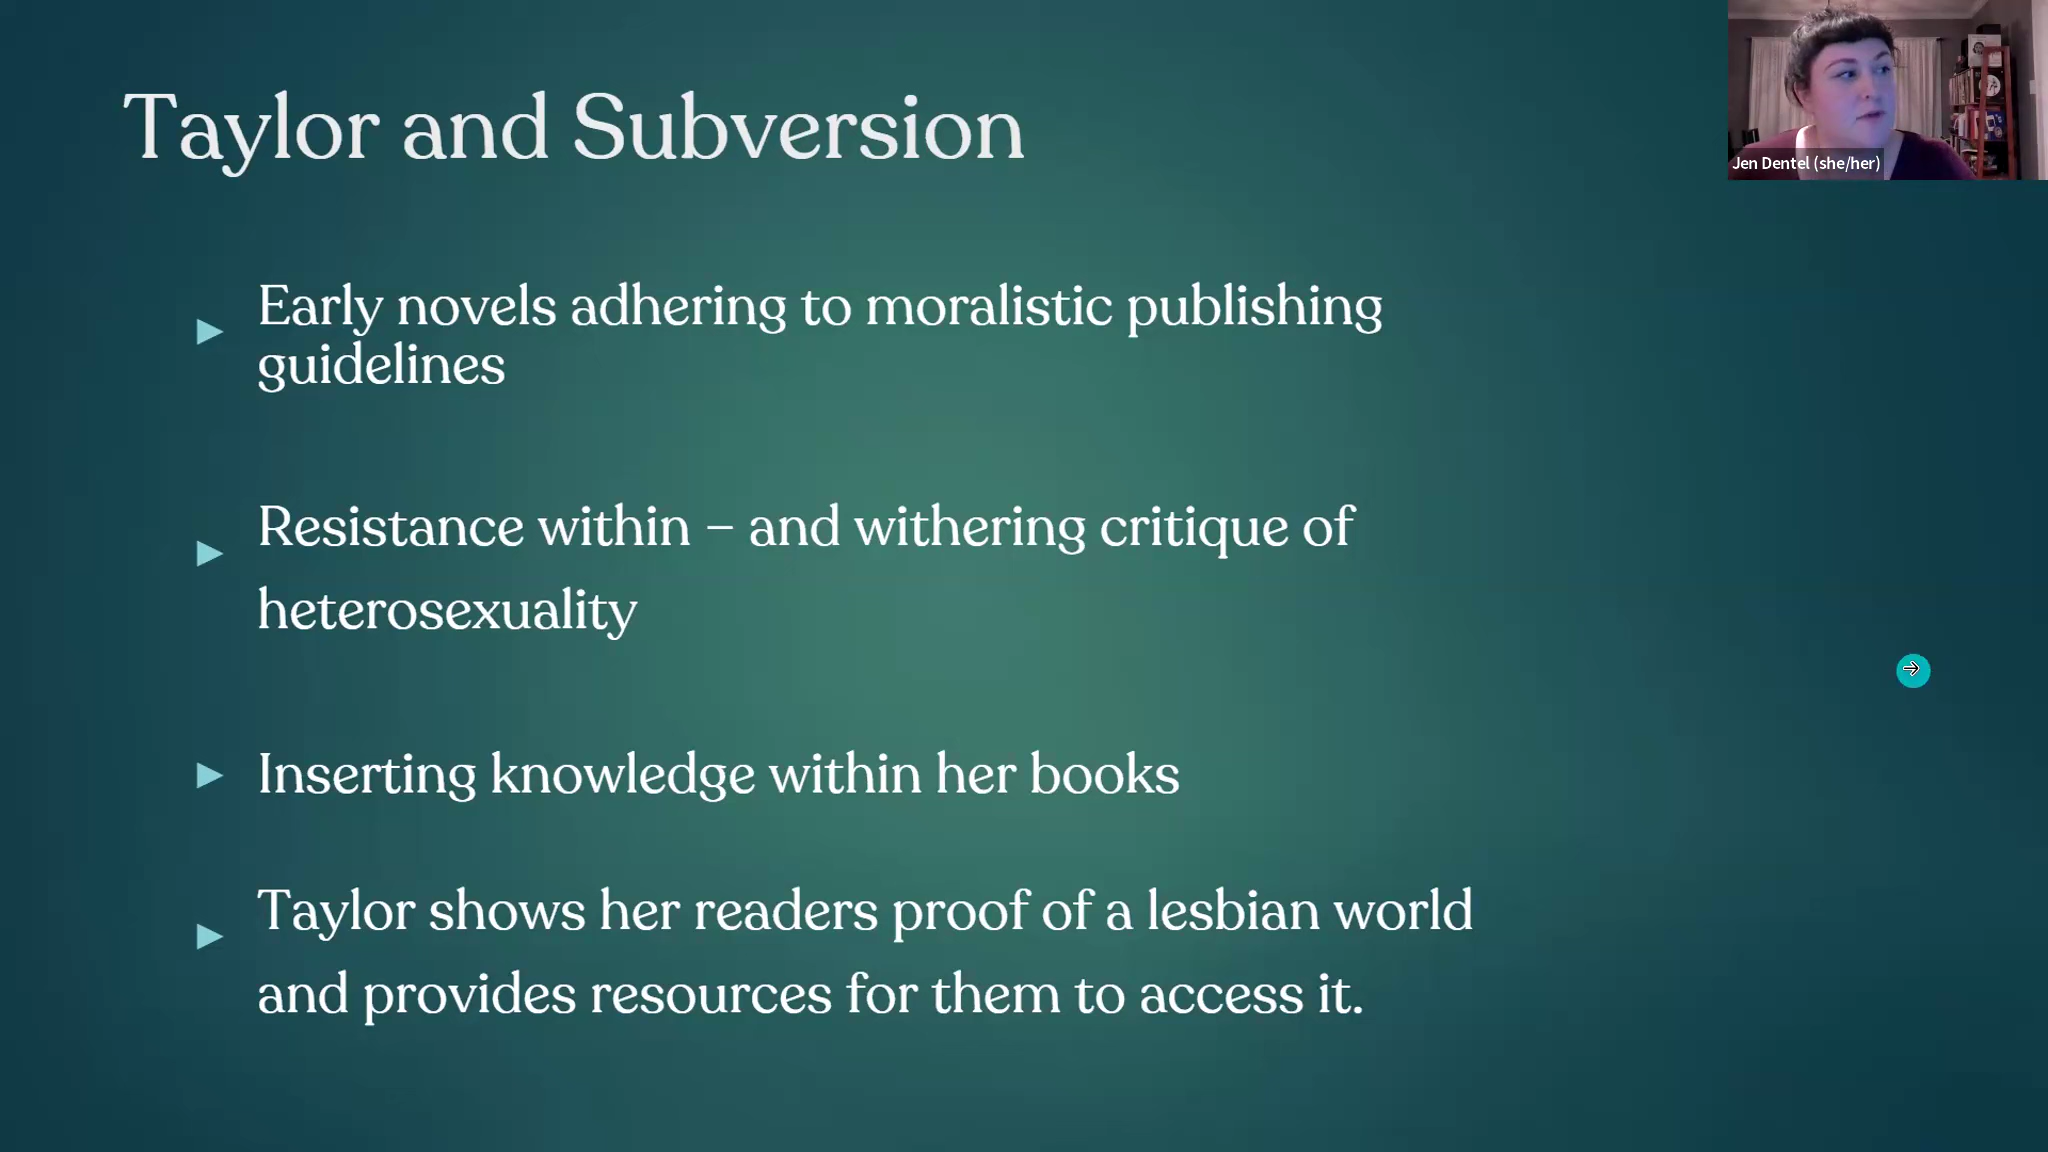 Taylor and Subversion
Jen Dentel (she/her)
Early novels adhering to moralistic publishing
guidelines
Resistance within – and withering critique of
heterosexuality
Inserting knowledge within her books
Taylor shows her readers proof of a lesbian world
and provides resources for them to access it.